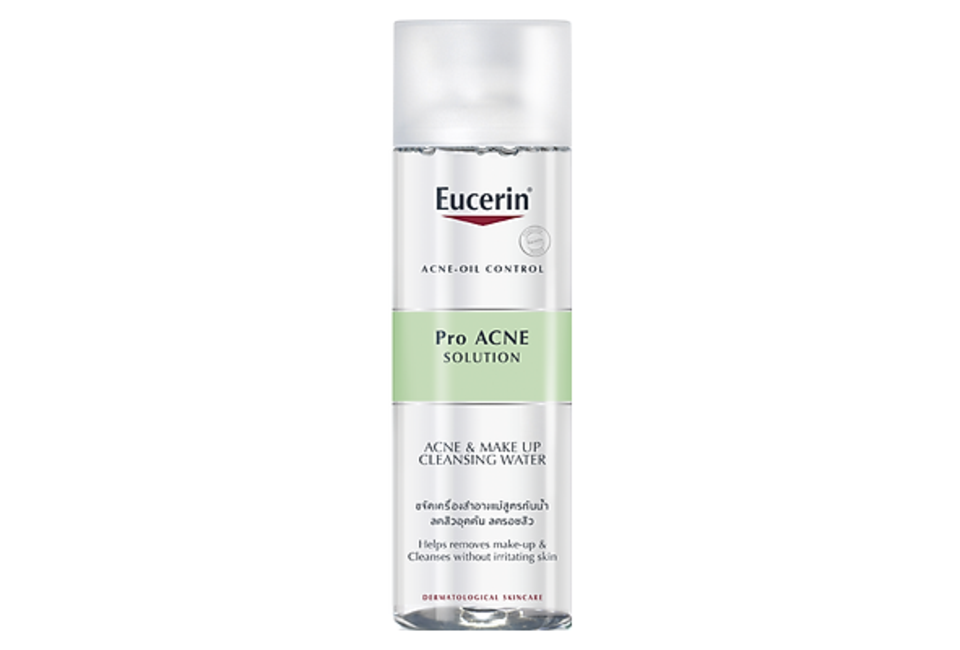 Eucerin®
ACNE-OIL CONTROL
Pro ACNE
SOLUTION
ACNE & MAKE UP
CLEANSING WATER
ขจัดเครื่องสำอางแม้สูตรกันน้ำ
ลดสิวอุดตัน ลดรอยสิว
Helps removes make-up &
Cleanses without irritating skin
DERMATOLOGICAL SKINCARE